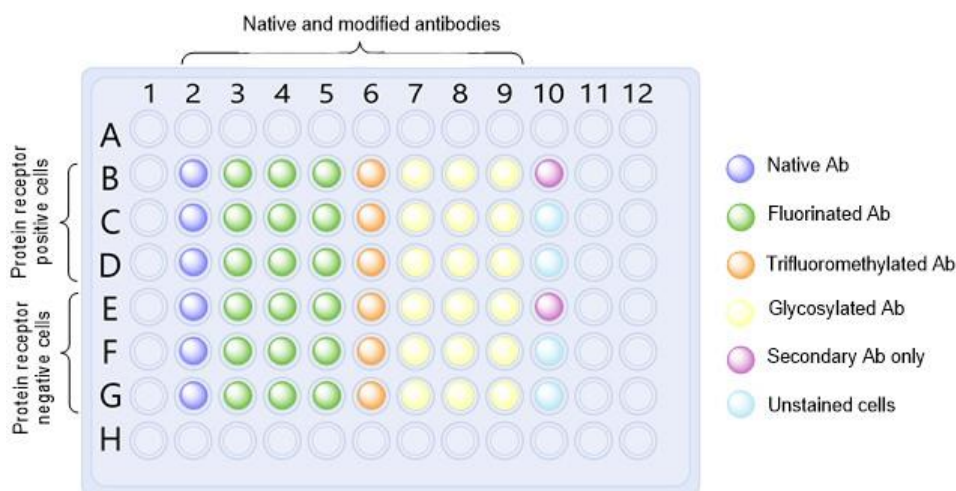 Native and modified antibodies
1 2 3 4 5 6 7 8 9 10 11 12
A
B
C
D
E
F
G
H
Protein receptor
positive cells
Protein receptor
negative cells
Native Ab
Fluorinated Ab
Trifluoromethylated Ab
Glycosylated Ab
Secondary Ab only
Unstained cells